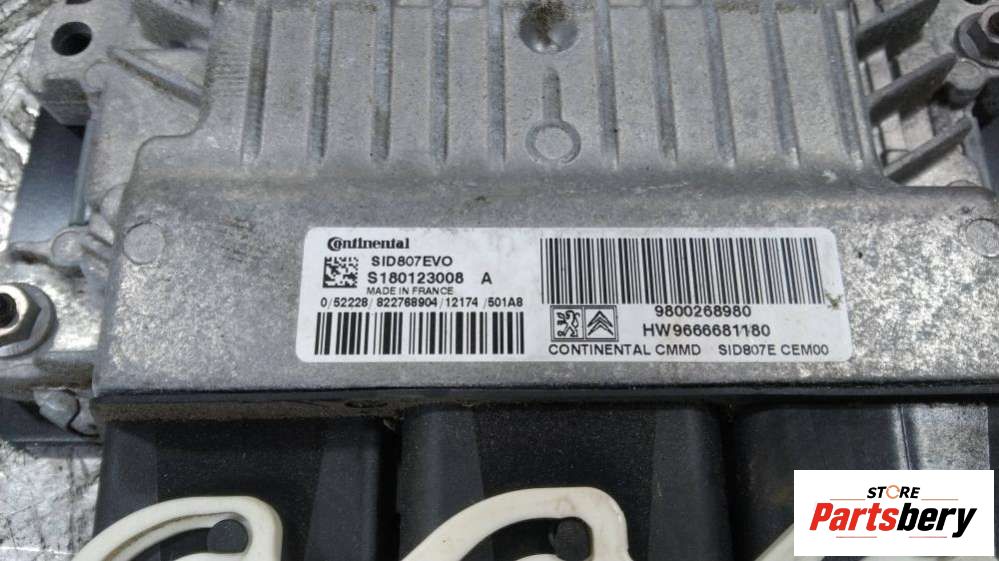 Continental
SID807EVO
S180123008 A
MADE IN FRANCE
0/52228/822768904/12174/501A8
9800268980
HW9666681180
CONTINENTAL CMMD SID807E CEM00
STORE
Partsbery